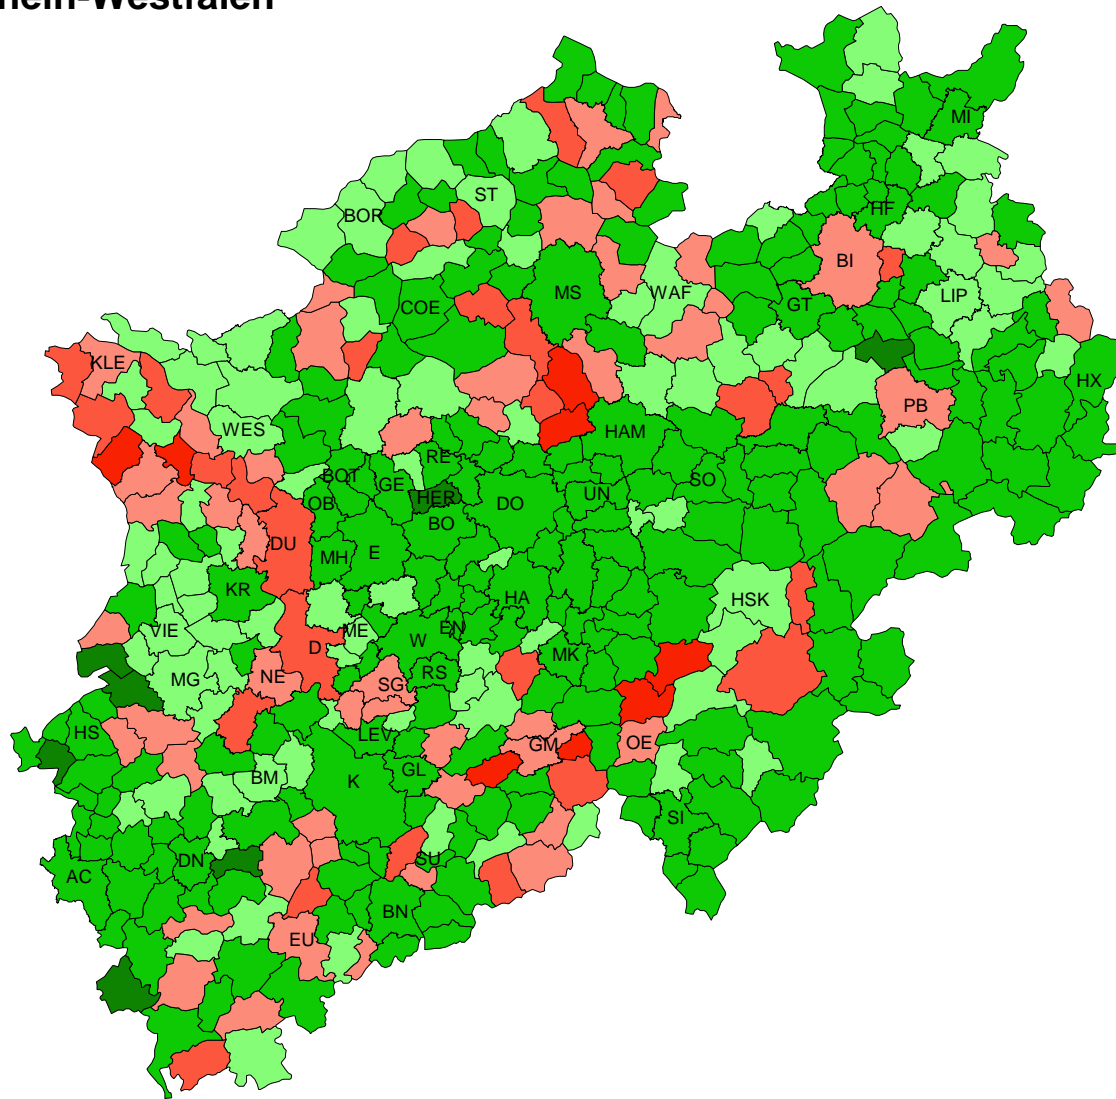 hein-Westfalen
MI
ST
BOR
HF
BI
MS
WAF
LIP
COE
GT
KLE
HX
PB
WES
HAM
RE
BOT
GE
SO
HER
UN
OB
DO
BO
DU
MH
E
KR
HA
HSK
VIE
ME
EN
W
D
MK
RS
NE
MG
SG
HS
LEV
GM
OE
GL
BM
K
SI
SU
DN
AC
BN
EU